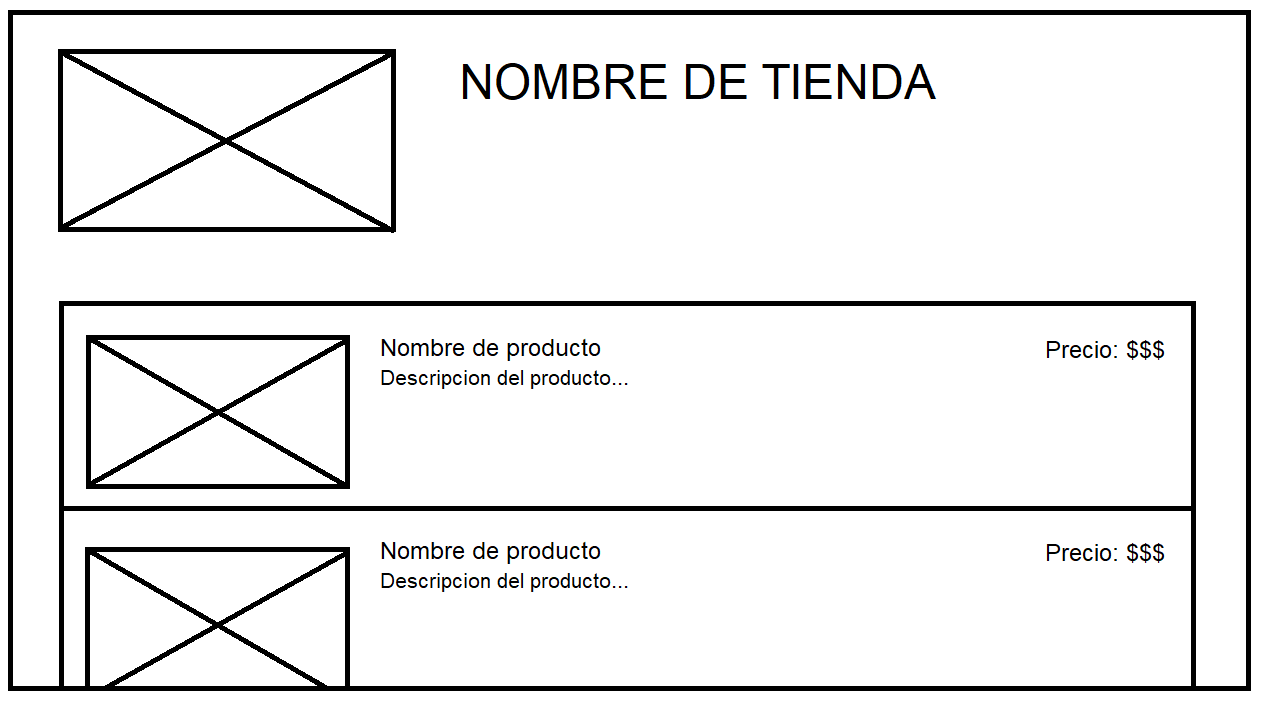 NOMBRE DE TIENDA
Nombre de producto
Descripcion del producto...
Precio: $$$
Nombre de producto
Descripcion del producto...
Precio: $$$